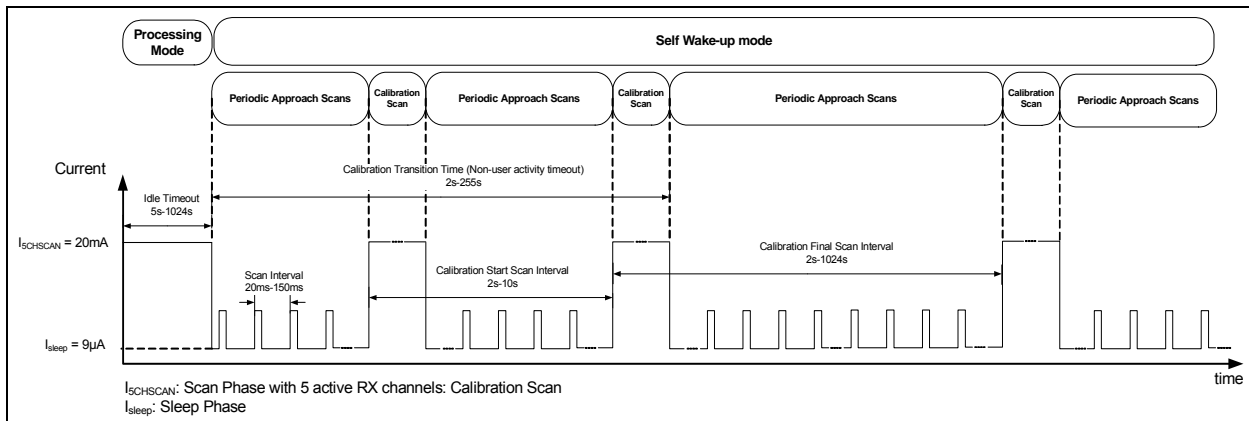 Processing
Mode
Self Wake-up mode
Periodic Approach Scans
Calibration
Scan
Periodic Approach Scans
Calibration
Scan
Periodic Approach Scans
Calibration
Scan
Periodic Approach Scans
Current
Calibration Transition Time (Non-user activity timeout)
2s-255s
Idle Timeout
5s-1024s
I5CHSCAN = 20mA
Scan Interval
20ms-150ms
Calibration Start Scan Interval
2s-10s
Calibration Final Scan Interval
2s-1024s
Isleep = 9µA
time
I5CHSCAN: Scan Phase with 5 active RX channels: Calibration Scan
Isleep: Sleep Phase